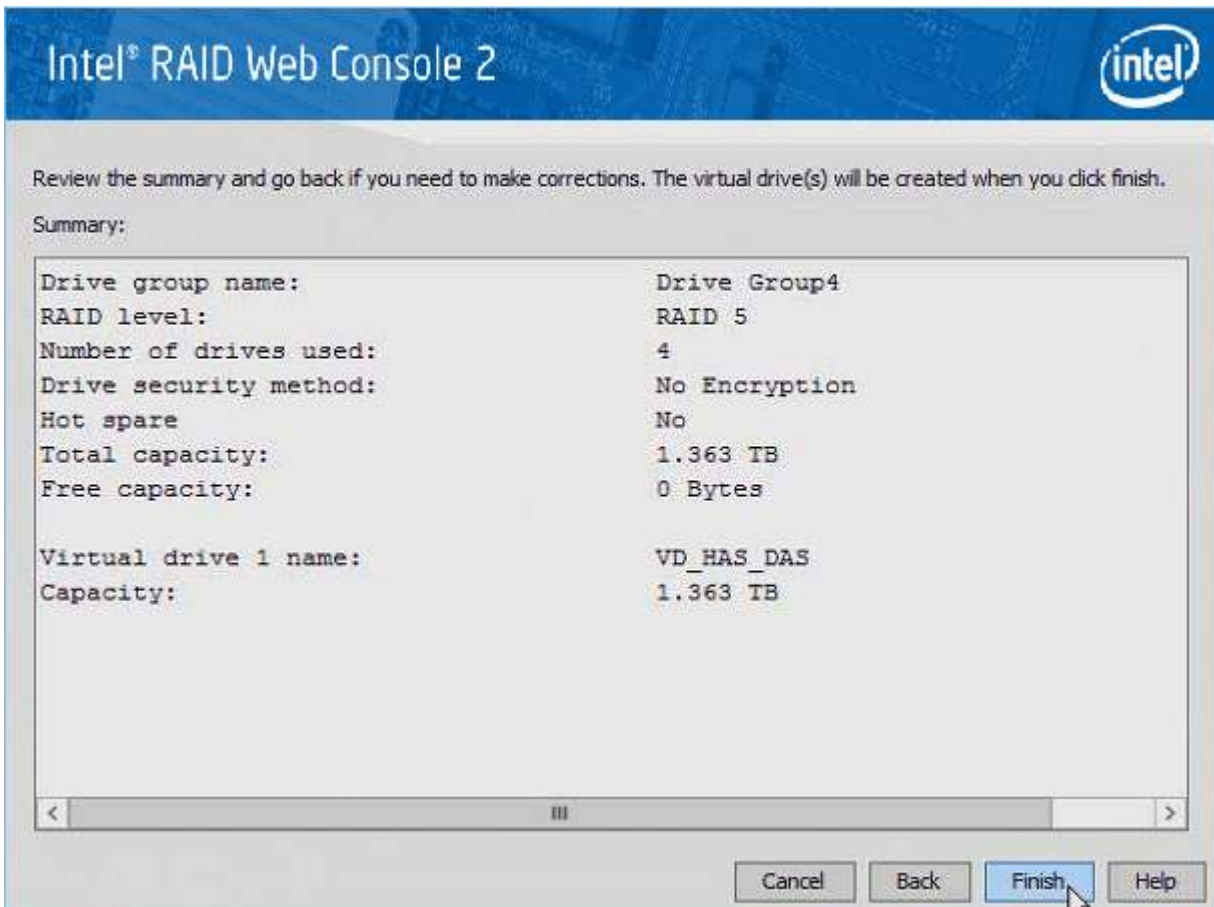 Intel® RAID Web Console 2
intel
Review the summary and go back if you need to make corrections. The virtual drive(s) will be created when you click finish.
Summary:
Drive group name: Drive Group4
RAID level: RAID 5
Number of drives used: 4
Drive security method: No Encryption
Hot spare No
Total capacity: 1.363 TB
Free capacity: 0 Bytes
Virtual drive 1 name: VD_HAS_DAS
Capacity: 1.363 TB
Cancel Back Finish Help